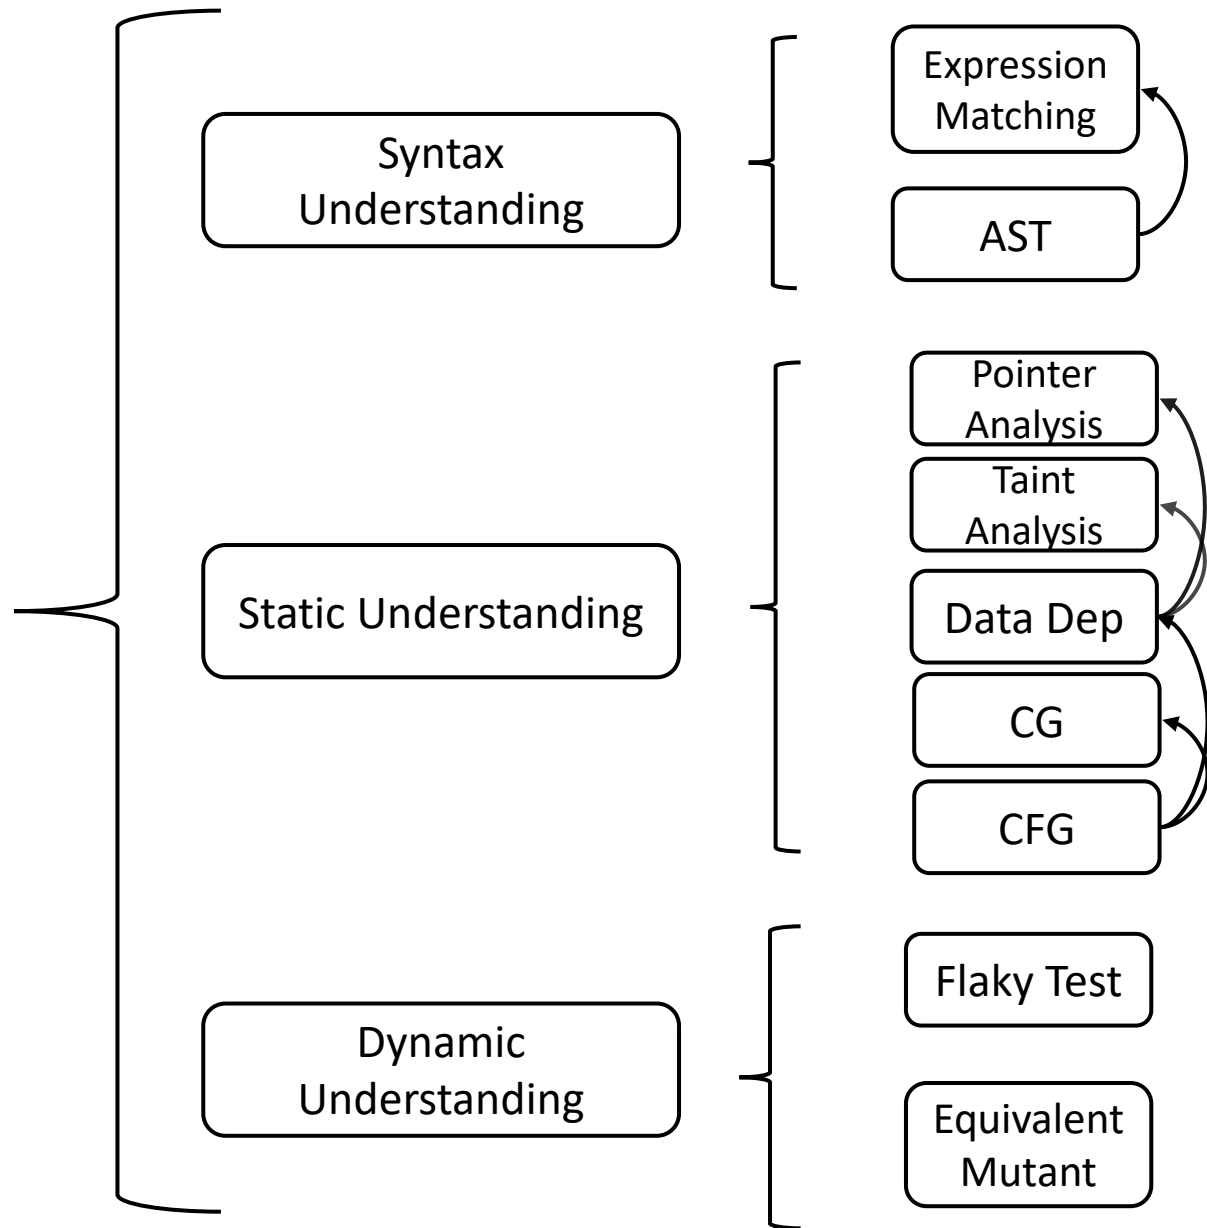 Expression
Matching
Syntax
Understanding
AST
Pointer
Analysis
Taint
Analysis
Static Understanding
Data Dep
CG
CFG
Flaky Test
Dynamic
Understanding
Equivalent
Mutant